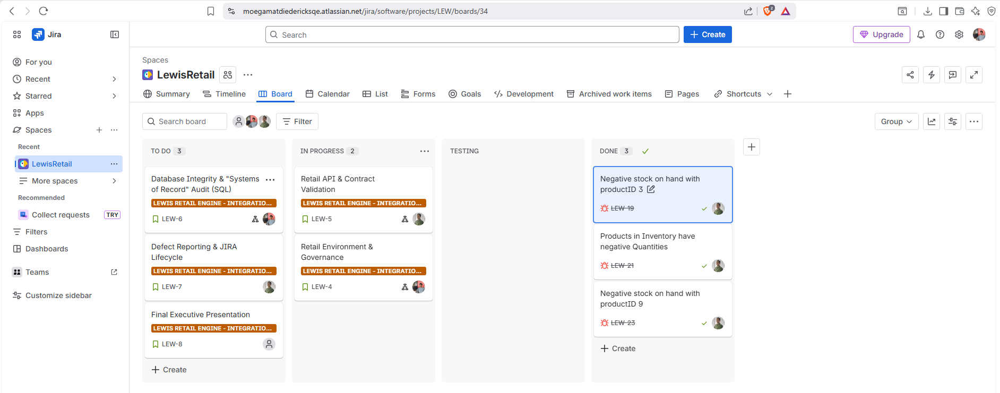 moegamatdiedericksqe.atlassian.net/jira/software/projects/LEW/boards/34
2
Jira
Search
Create
Upgrade
For you
Recent
Starred
Apps
Spaces
Recent
LewisRetail
More spaces
Recommended
Collect requests
TRY
Filters
Dashboards
Teams
Customize sidebar
Spaces
LewisRetail
Summary
Timeline
Board
Calendar
List
Forms
Goals
Development
Archived work items
Pages
Shortcuts
Search board
Filter
Group
TO DO 3
Database Integrity & "Systems
of Record" Audit (SQL)
LEWIS RETAIL ENGINE - INTEGRATIO...
LEW-6
Defect Reporting & JIRA
Lifecycle
LEWIS RETAIL ENGINE - INTEGRATIO...
LEW-7
Final Executive Presentation
LEWIS RETAIL ENGINE - INTEGRATIO...
LEW-8
Create
IN PROGRESS 2
Retail API & Contract
Validation
LEWIS RETAIL ENGINE - INTEGRATIO...
LEW-5
Retail Environment &
Governance
LEWIS RETAIL ENGINE - INTEGRATIO...
LEW-4
TESTING
DONE 3
Negative stock on hand with
productID 3
LEW-19
Products in Inventory have
negative Quantities
LEW-21
Negative stock on hand with
productID 9
LEW-23
Create